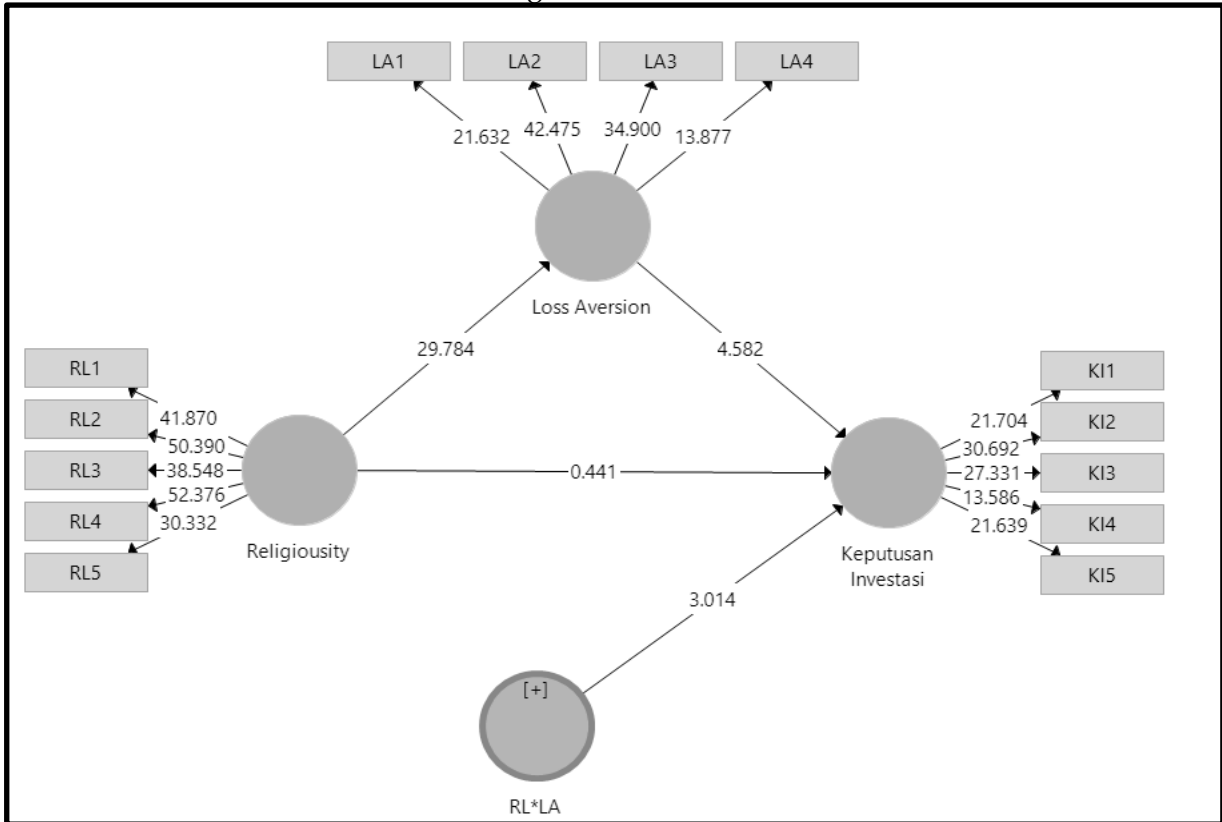 LA1 LA2 LA3 LA4
21.632 42.475 34.900 13.877
Loss Aversion
29.784 4.582
RL1
RL2
RL3
RL4
RL5
41.870
50.390
38.548
52.376
30.332
Religiousity
0.441
KI1
KI2
KI3
KI4
KI5
21.704
30.692
27.331
13.586
21.639
Keputusan
Investasi
3.014
[+]
RL*LA